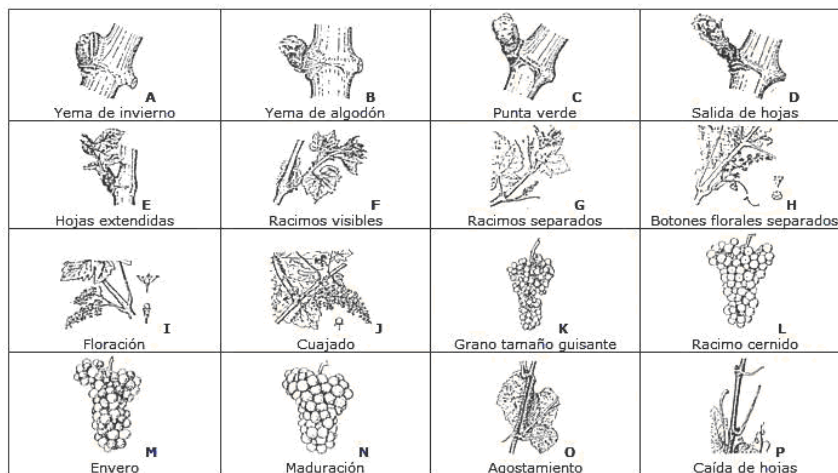 A B C D
Yema de invierno Yema de algodón Punta verde Salida de hojas
E F G H
Hojas extendidas Racimos visibles Racimos separados Botones florales separados
I J K L
Floración Cuajado Grano tamaño guisante Racimo cernido
M N O P
Envero Maduración Agostamiento Caída de hojas